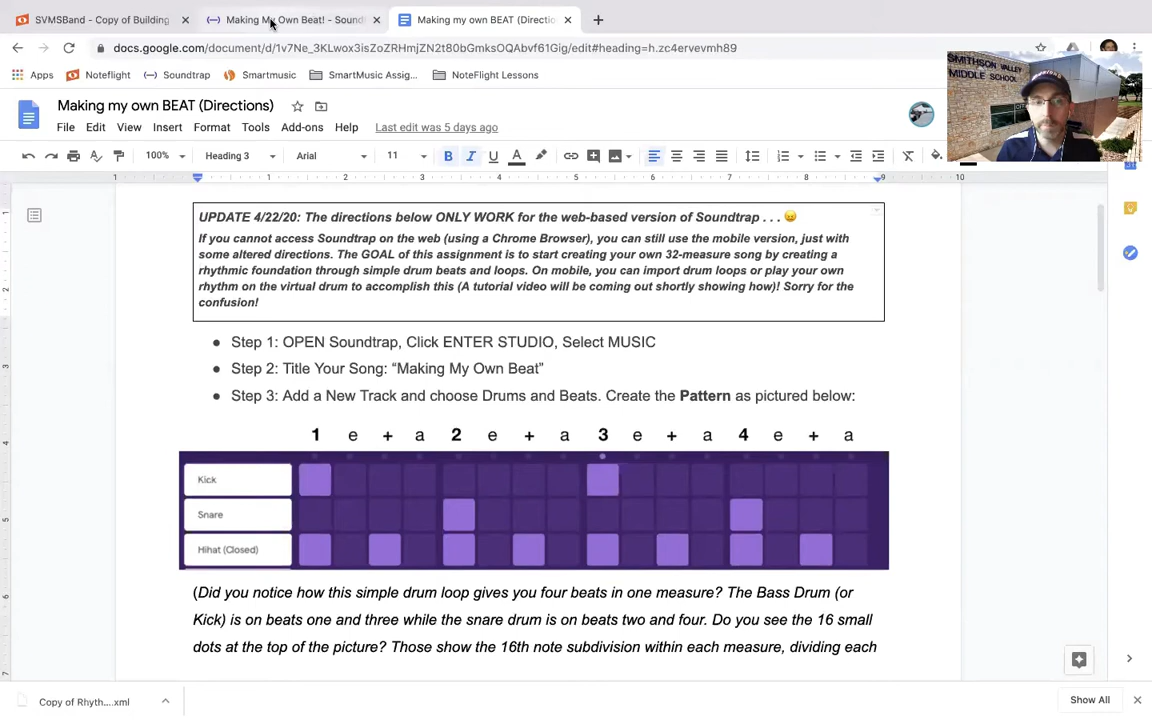 SVMSBand - Copy of Building
Making My Own Beat! - Sound
Making my own BEAT (Directio
docs.google.com/document/d/1v7Ne_3KLwox3isZoZRHmjZN2t80bGmksOQAbvf61Gig/edit#heading=h.zc4ervevmh89
Apps Noteflight Soundtrap Smartmusic SmartMusic Assig... NoteFlight Lessons
SMITHSON VALLEY
MIDDLE SCHOOL
Making my own BEAT (Directions)
File Edit View Insert Format Tools Add-ons Help Last edit was 5 days ago
100% Heading 3 Arial 11 B I U A
1 1 2 3 4 5 6 7 8 9 10
UPDATE 4/22/20: The directions below ONLY WORK for the web-based version of Soundtrap . . . 😖
If you cannot access Soundtrap on the web (using a Chrome Browser), you can still use the mobile version, just with
some altered directions. The GOAL of this assignment is to start creating your own 32-measure song by creating a
rhythmic foundation through simple drum beats and loops. On mobile, you can import drum loops or play your own
rhythm on the virtual drum to accomplish this (A tutorial video will be coming out shortly showing how)! Sorry for the
confusion!
● Step 1: OPEN Soundtrap, Click ENTER STUDIO, Select MUSIC
● Step 2: Title Your Song: “Making My Own Beat”
● Step 3: Add a New Track and choose Drums and Beats. Create the Pattern as pictured below:
1 e + a 2 e + a 3 e + a 4 e + a
Kick
Snare
Hihat (Closed)
(Did you notice how this simple drum loop gives you four beats in one measure? The Bass Drum (or
Kick) is on beats one and three while the snare drum is on beats two and four. Do you see the 16 small
dots at the top of the picture? Those show the 16th note subdivision within each measure, dividing each
Copy of Rhyth....xml
Show All